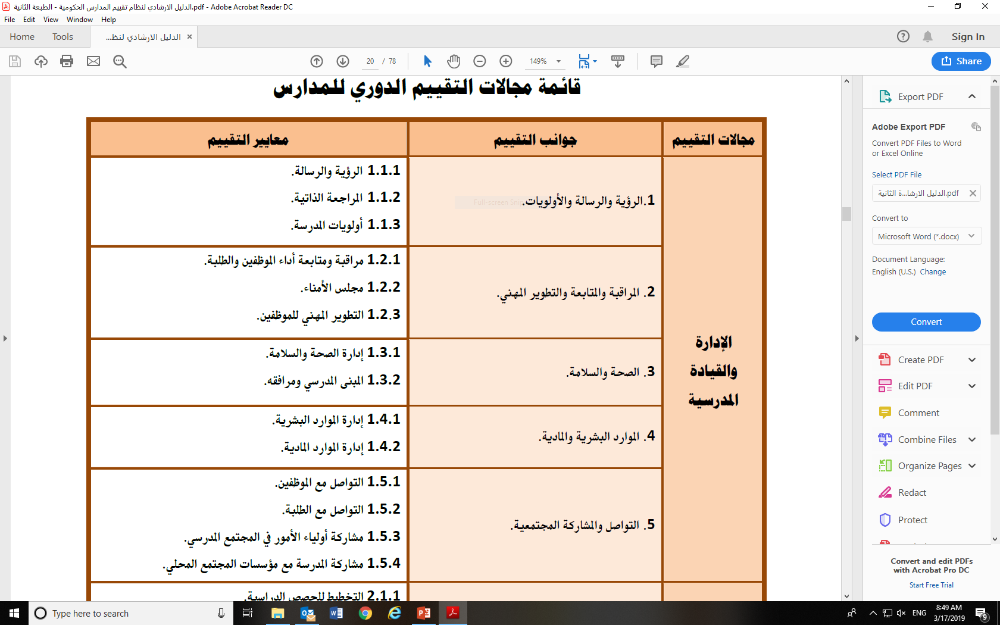 الدليل الارشادي لنظام تقييم المدارس الحكومية - الطبعة الثانية.pdf - Adobe Acrobat Reader DC
File Edit View Window Help
Home Tools الدليل الارشادي لنظ... × Sign In
20 / 78 149% Share
قائمة مجالات التقييم الدوري للمدارس
مجالات التقييم
جوانب التقييم
معايير التقييم
الإدارة
والقيادة
المدرسية
1.الرؤية والرسالة والأولويات.
1.1.1 الرؤية والرسالة.
1.1.2 المراجعة الذاتية.
1.1.3 أولويات المدرسة.
2. المراقبة والمتابعة والتطوير المهني.
1.2.1 مراقبة ومتابعة أداء الموظفين والطلبة.
1.2.2 مجلس الأمناء.
1.2.3 التطوير المهني للموظفين.
3. الصحة والسلامة.
1.3.1 إدارة الصحة والسلامة.
1.3.2 المبنى المدرسي ومرافقه.
4. الموارد البشرية والمادية.
1.4.1 إدارة الموارد البشرية.
1.4.2 إدارة الموارد المادية.
5. التواصل والمشاركة المجتمعية.
1.5.1 التواصل مع الموظفين.
1.5.2 التواصل مع الطلبة.
1.5.3 مشاركة أولياء الأمور في المجتمع المدرسي.
1.5.4 مشاركة المدرسة مع مؤسسات المجتمع المحلي.
2.1.1 التخطيط للحصص الدراسية.
Full-screen Snip
Export PDF
Adobe Export PDF
Convert PDF Files to Word
or Excel Online
Select PDF File
الدليل الارشا...ة الثانية.pdf
Convert to
Microsoft Word (*.docx)
Document Language:
English (U.S.) Change
Convert
Create PDF
Edit PDF
Comment
Combine Files
Organize Pages
Redact
Protect
Convert and edit PDFs
with Acrobat Pro DC
Start Free Trial
Type here to search
ENG
8:49 AM
3/17/2019
9